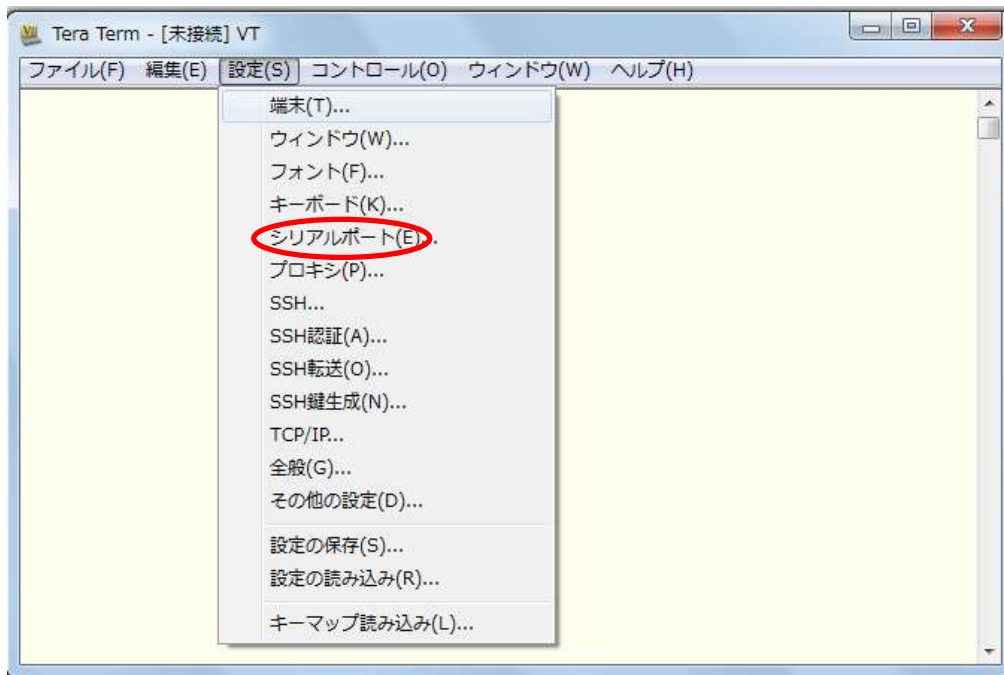 Tera Term - [未接続] VT
ファイル(F) 編集(E) 設定(S) コントロール(O) ウィンドウ(W) ヘルプ(H)
端末(T)...
ウィンドウ(W)...
フォント(F)...
キーボード(K)...
シリアルポート(E)...
プロキシ(P)...
SSH...
SSH認証(A)...
SSH転送(O)...
SSH鍵生成(N)...
TCP/IP...
全般(G)...
その他の設定(D)...
設定の保存(S)...
設定の読み込み(R)...
キーマップ読み込み(L)...